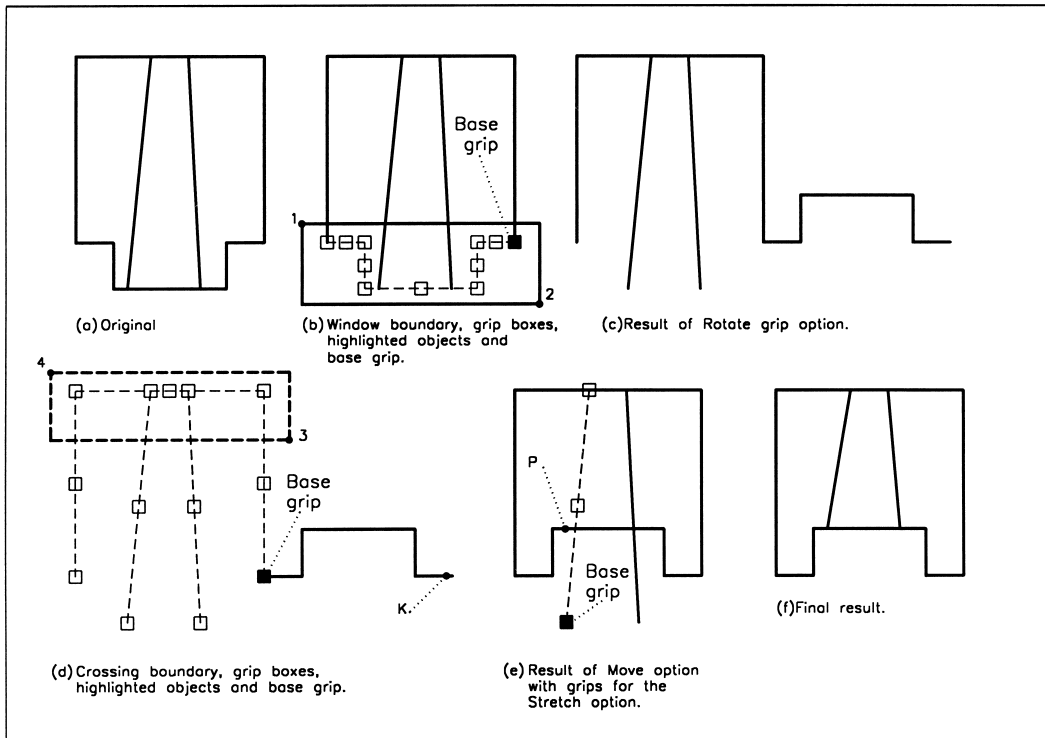 Base
grip
1
2
(a) Original
(b) Window boundary, grip boxes,
highlighted objects and
base grip.
(c)Result of Rotate grip option.
4
3
Base
grip
K.
P
Base
grip
(d) Crossing boundary, grip boxes,
highlighted objects and base grip.
(e) Result of Move option
with grips for the
Stretch option.
(f)Final result.